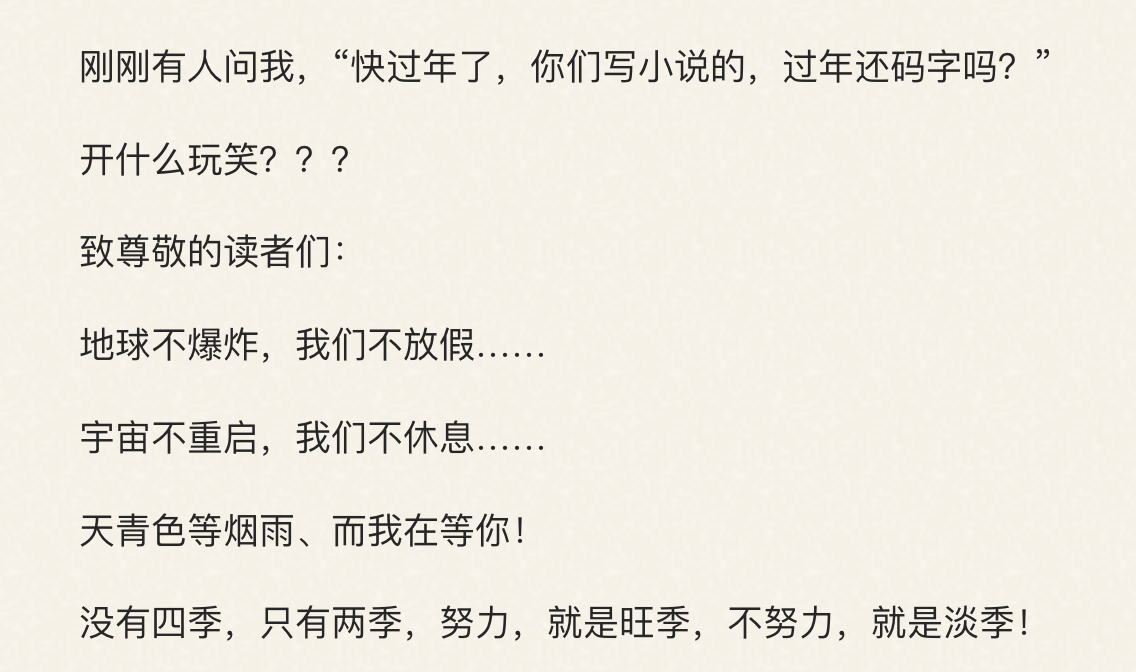 刚刚有人问我，“快过年了，你们写小说的，过年还码字吗？”
开什么玩笑？？？
致尊敬的读者们：
地球不爆炸，我们不放假……
宇宙不重启，我们不休息……
天青色等烟雨、而我在等你！
没有四季，只有两季，努力，就是旺季，不努力，就是淡季！